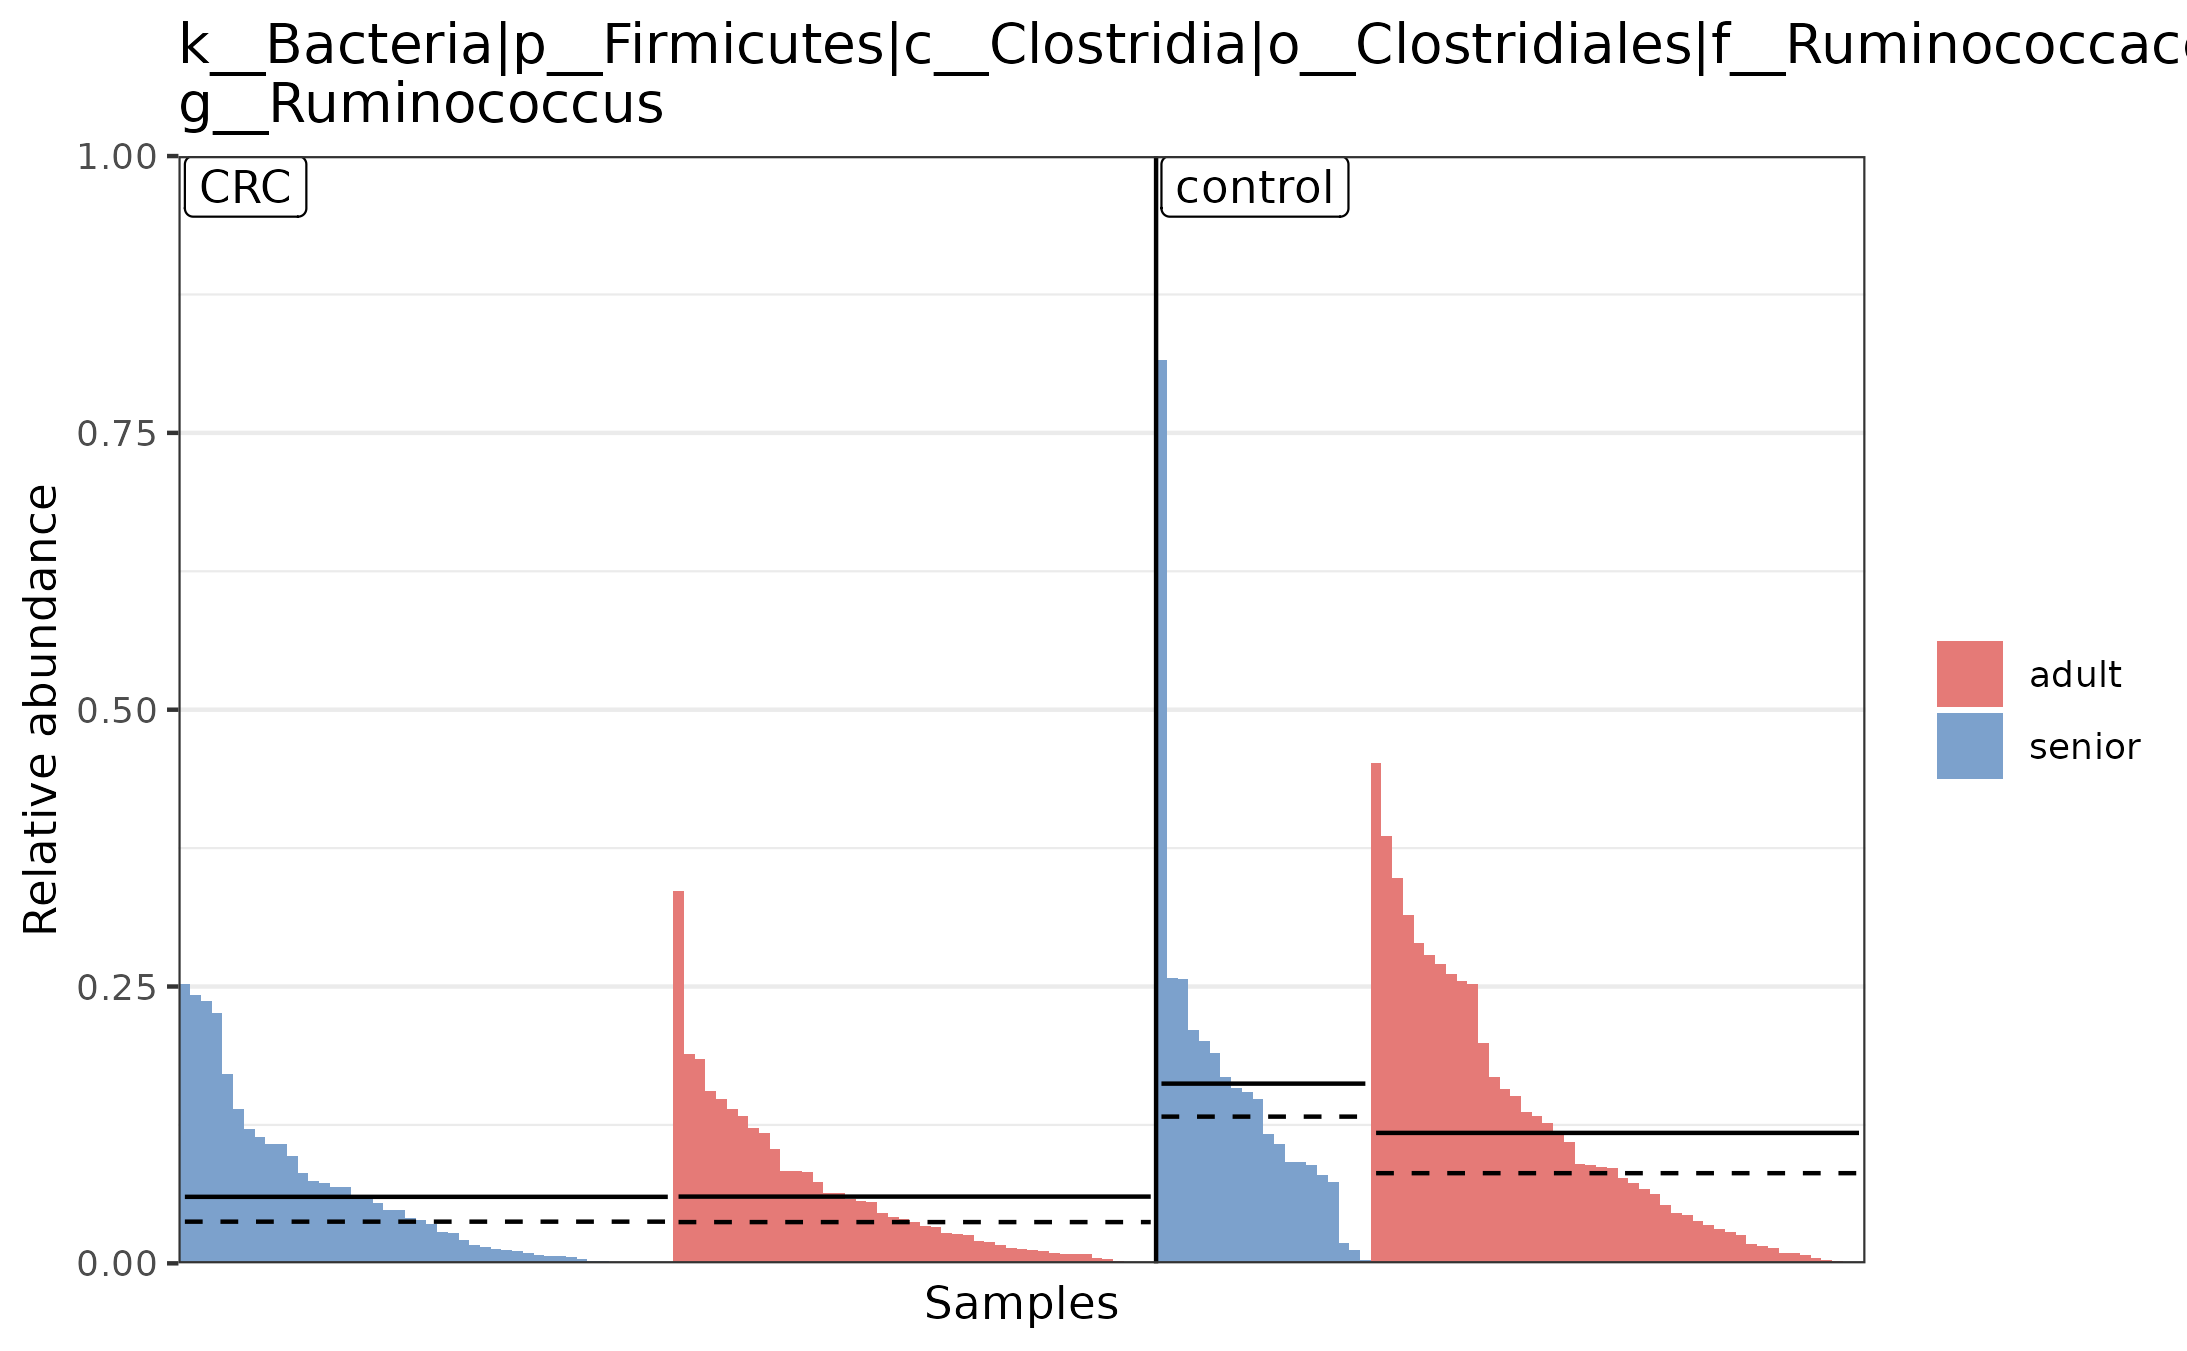 k__Bacteria|p__Firmicutes|c__Clostridia|o__Clostridiales|f__Ruminococcac
g__Ruminococcus
1.00
CRC
control
0.75
0.50
0.25
0.00
Relative abundance
Samples
adult
senior